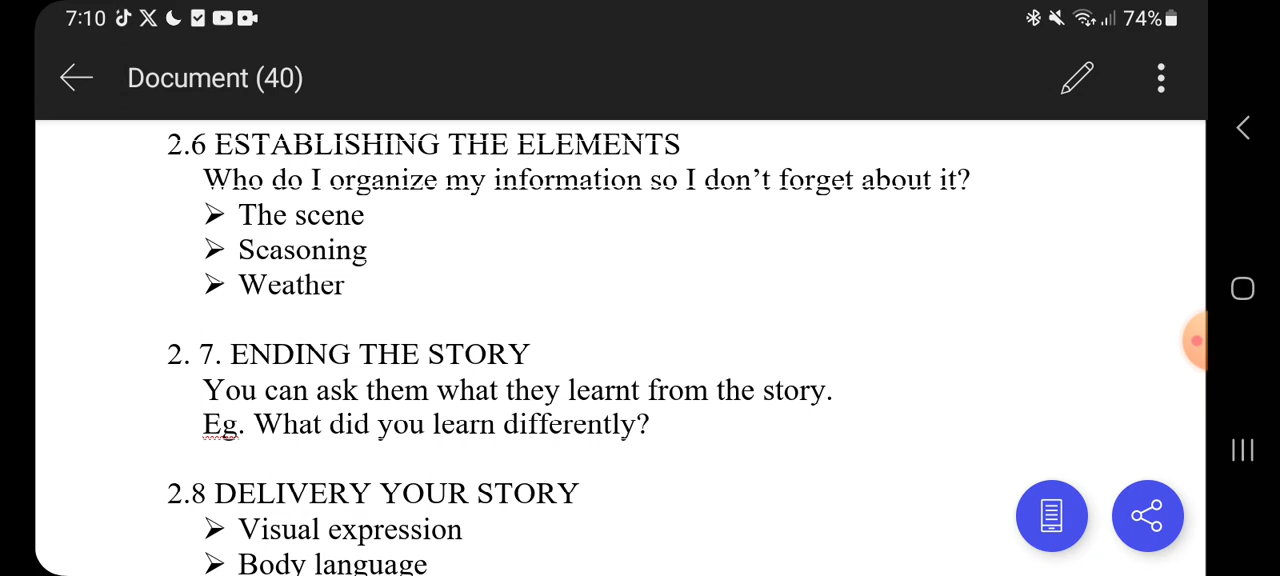 7:10
74%
Document (40)
2.6 ESTABLISHING THE ELEMENTS
Who do I organize my information so I don’t forget about it?
➢ The scene
➢ Scasoning
➢ Weather
2. 7. ENDING THE STORY
You can ask them what they learnt from the story.
Eg. What did you learn differently?
2.8 DELIVERY YOUR STORY
➢ Visual expression
➢ Body language